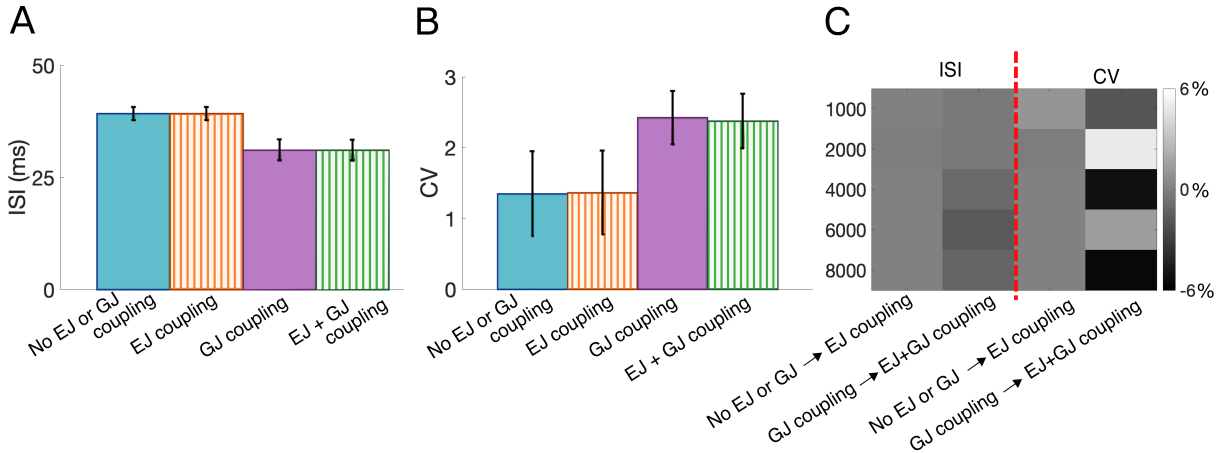 A
ISI (ms)
50
25
0
No EJ or GJ
coupling
EJ coupling
GJ coupling
EJ + GJ
coupling
B
CV
3
2
1
0
No EJ or GJ
coupling
EJ coupling
GJ coupling
EJ + GJ coupling
C
ISI
CV
1000
2000
4000
6000
8000
6%
0%
-6%
No EJ or GJ → EJ coupling
GJ coupling → EJ+GJ coupling
No EJ or GJ → EJ coupling
GJ coupling → EJ+GJ coupling